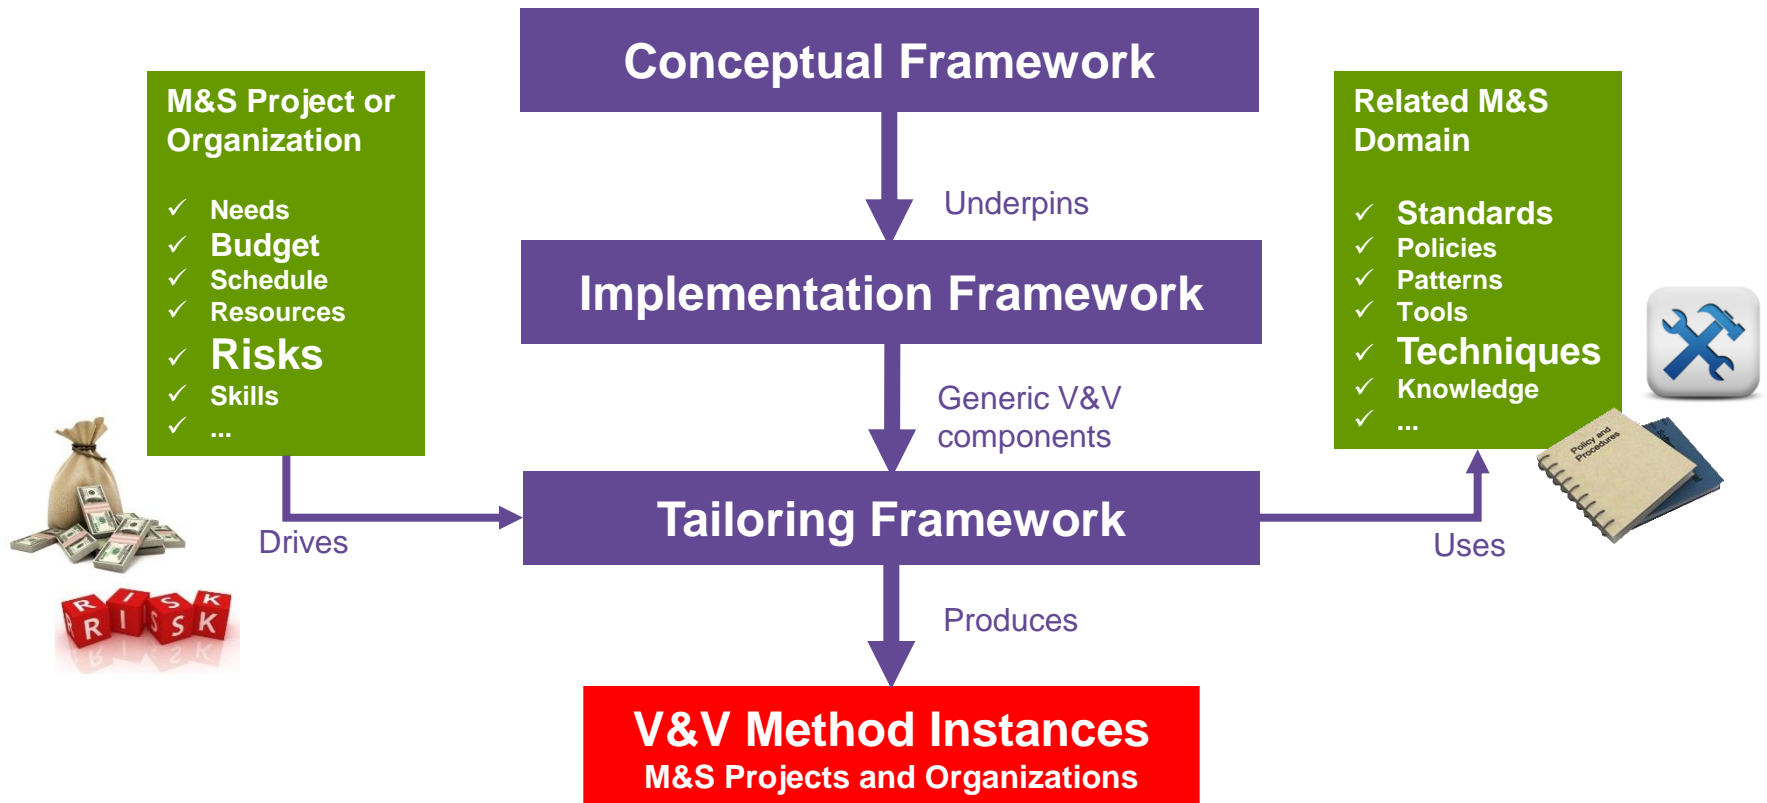 Conceptual Framework
M&S Project or
Organization
✓ Needs
✓ Budget
✓ Schedule
✓ Resources
✓ Risks
✓ Skills
✓ ...
Related M&S
Domain
✓ Standards
✓ Policies
✓ Patterns
✓ Tools
✓ Techniques
✓ Knowledge
✓ ...
Underpins
Implementation Framework
Generic V&V
components
Policy and
Procedures
Tailoring Framework
Drives
Uses
RISK
RISK
Produces
V&V Method Instances
M&S Projects and Organizations